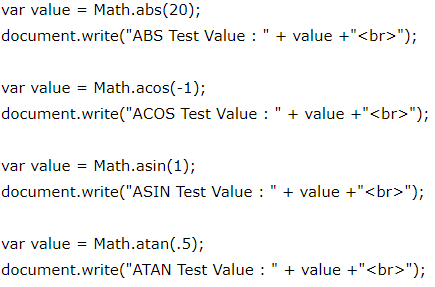 var value = Math.abs(20);
document.write("ABS Test Value : " + value +"<br>");
var value = Math.acos(-1);
document.write("ACOS Test Value : " + value +"<br>");
var value = Math.asin(1);
document.write("ASIN Test Value : " + value +"<br>");
var value = Math.atan(.5);
document.write("ATAN Test Value : " + value +"<br>");